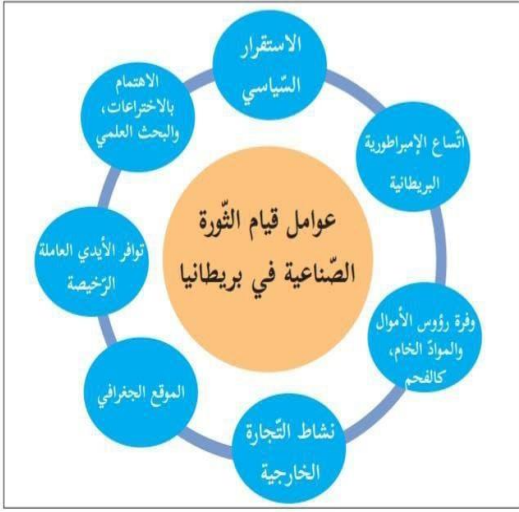 الاستقرار
السّياسي
اتّساع الإمبراطورية
البريطانية
وفرة رؤوس الأموال
والموادّ الخام،
كالفحم
نشاط التّجارة
الخارجية
الموقع الجغرافي
توافر الأيدي العاملة
الرّخيصة
الاهتمام
بالاختراعات،
والبحث العلمي
عوامل قيام الثّورة
الصّناعية في بريطانيا